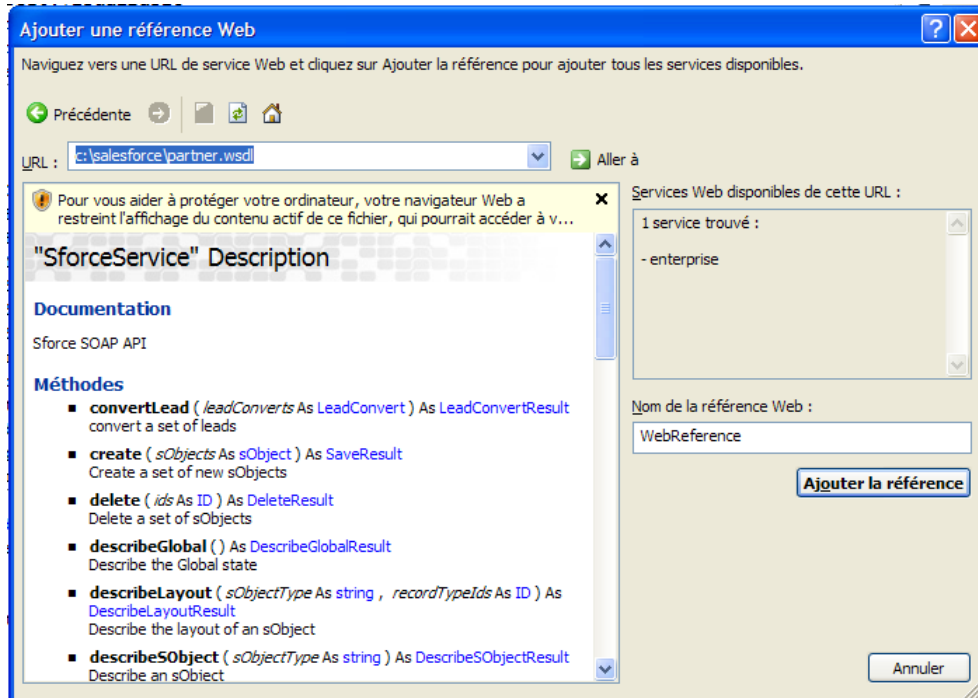 Ajouter une référence Web
Naviguez vers une URL de service Web et cliquez sur Ajouter la référence pour ajouter tous les services disponibles.
Précédente
URL : c:\salesforce\partner.wsdl Aller à
Pour vous aider à protéger votre ordinateur, votre navigateur Web a
restreint l'affichage du contenu actif de ce fichier, qui pourrait accéder à v...
"SforceService" Description
Documentation
Sforce SOAP API
Méthodes
convertLead ( leadConverts As LeadConvert ) As LeadConvertResult
convert a set of leads
create ( sObjects As sObject ) As SaveResult
Create a set of new sObjects
delete ( ids As ID ) As DeleteResult
Delete a set of sObjects
describeGlobal () As DescribeGlobalResult
Describe the Global state
describeLayout ( sObjectType As string , recordTypeIds As ID ) As
DescribeLayoutResult
Describe the layout of an sObject
describeSObject ( sObjectType As string ) As DescribeSObjectResult
Describe an sObject
Services Web disponibles de cette URL :
1 service trouvé :
- enterprise
Nom de la référence Web :
WebReference
Ajouter la référence
Annuler